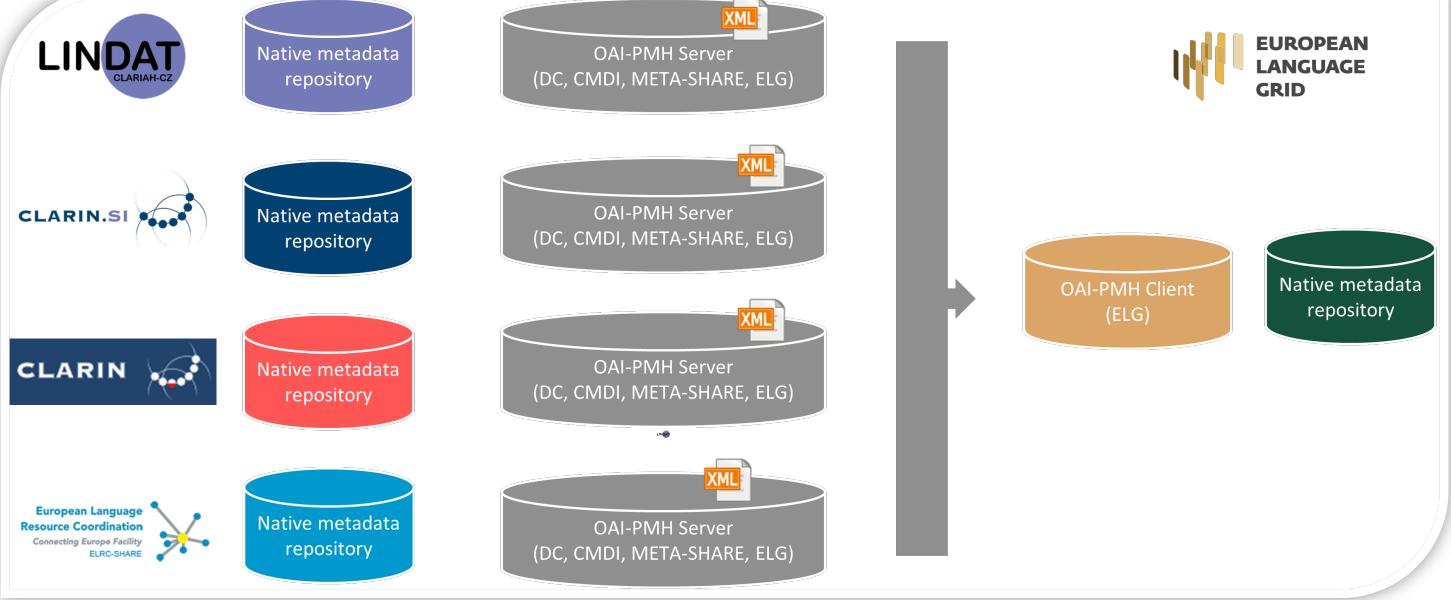 LINDAT
CLARIAH-CZ
Native metadata
repository
XML
OAI-PMH Server
(DC, CMDI, META-SHARE, ELG)
EUROPEAN
LANGUAGE
GRID
CLARIN.SI
Native metadata
repository
XML
OAI-PMH Server
(DC, CMDI, META-SHARE, ELG)
OAI-PMH Client
(ELG)
Native metadata
repository
CLARIN
Native metadata
repository
XML
OAI-PMH Server
(DC, CMDI, META-SHARE, ELG)
LINDAT
European Language
Resource Coordination
Connecting Europe Facility
ELRC-SHARE
Native metadata
repository
XML
OAI-PMH Server
(DC, CMDI, META-SHARE, ELG)